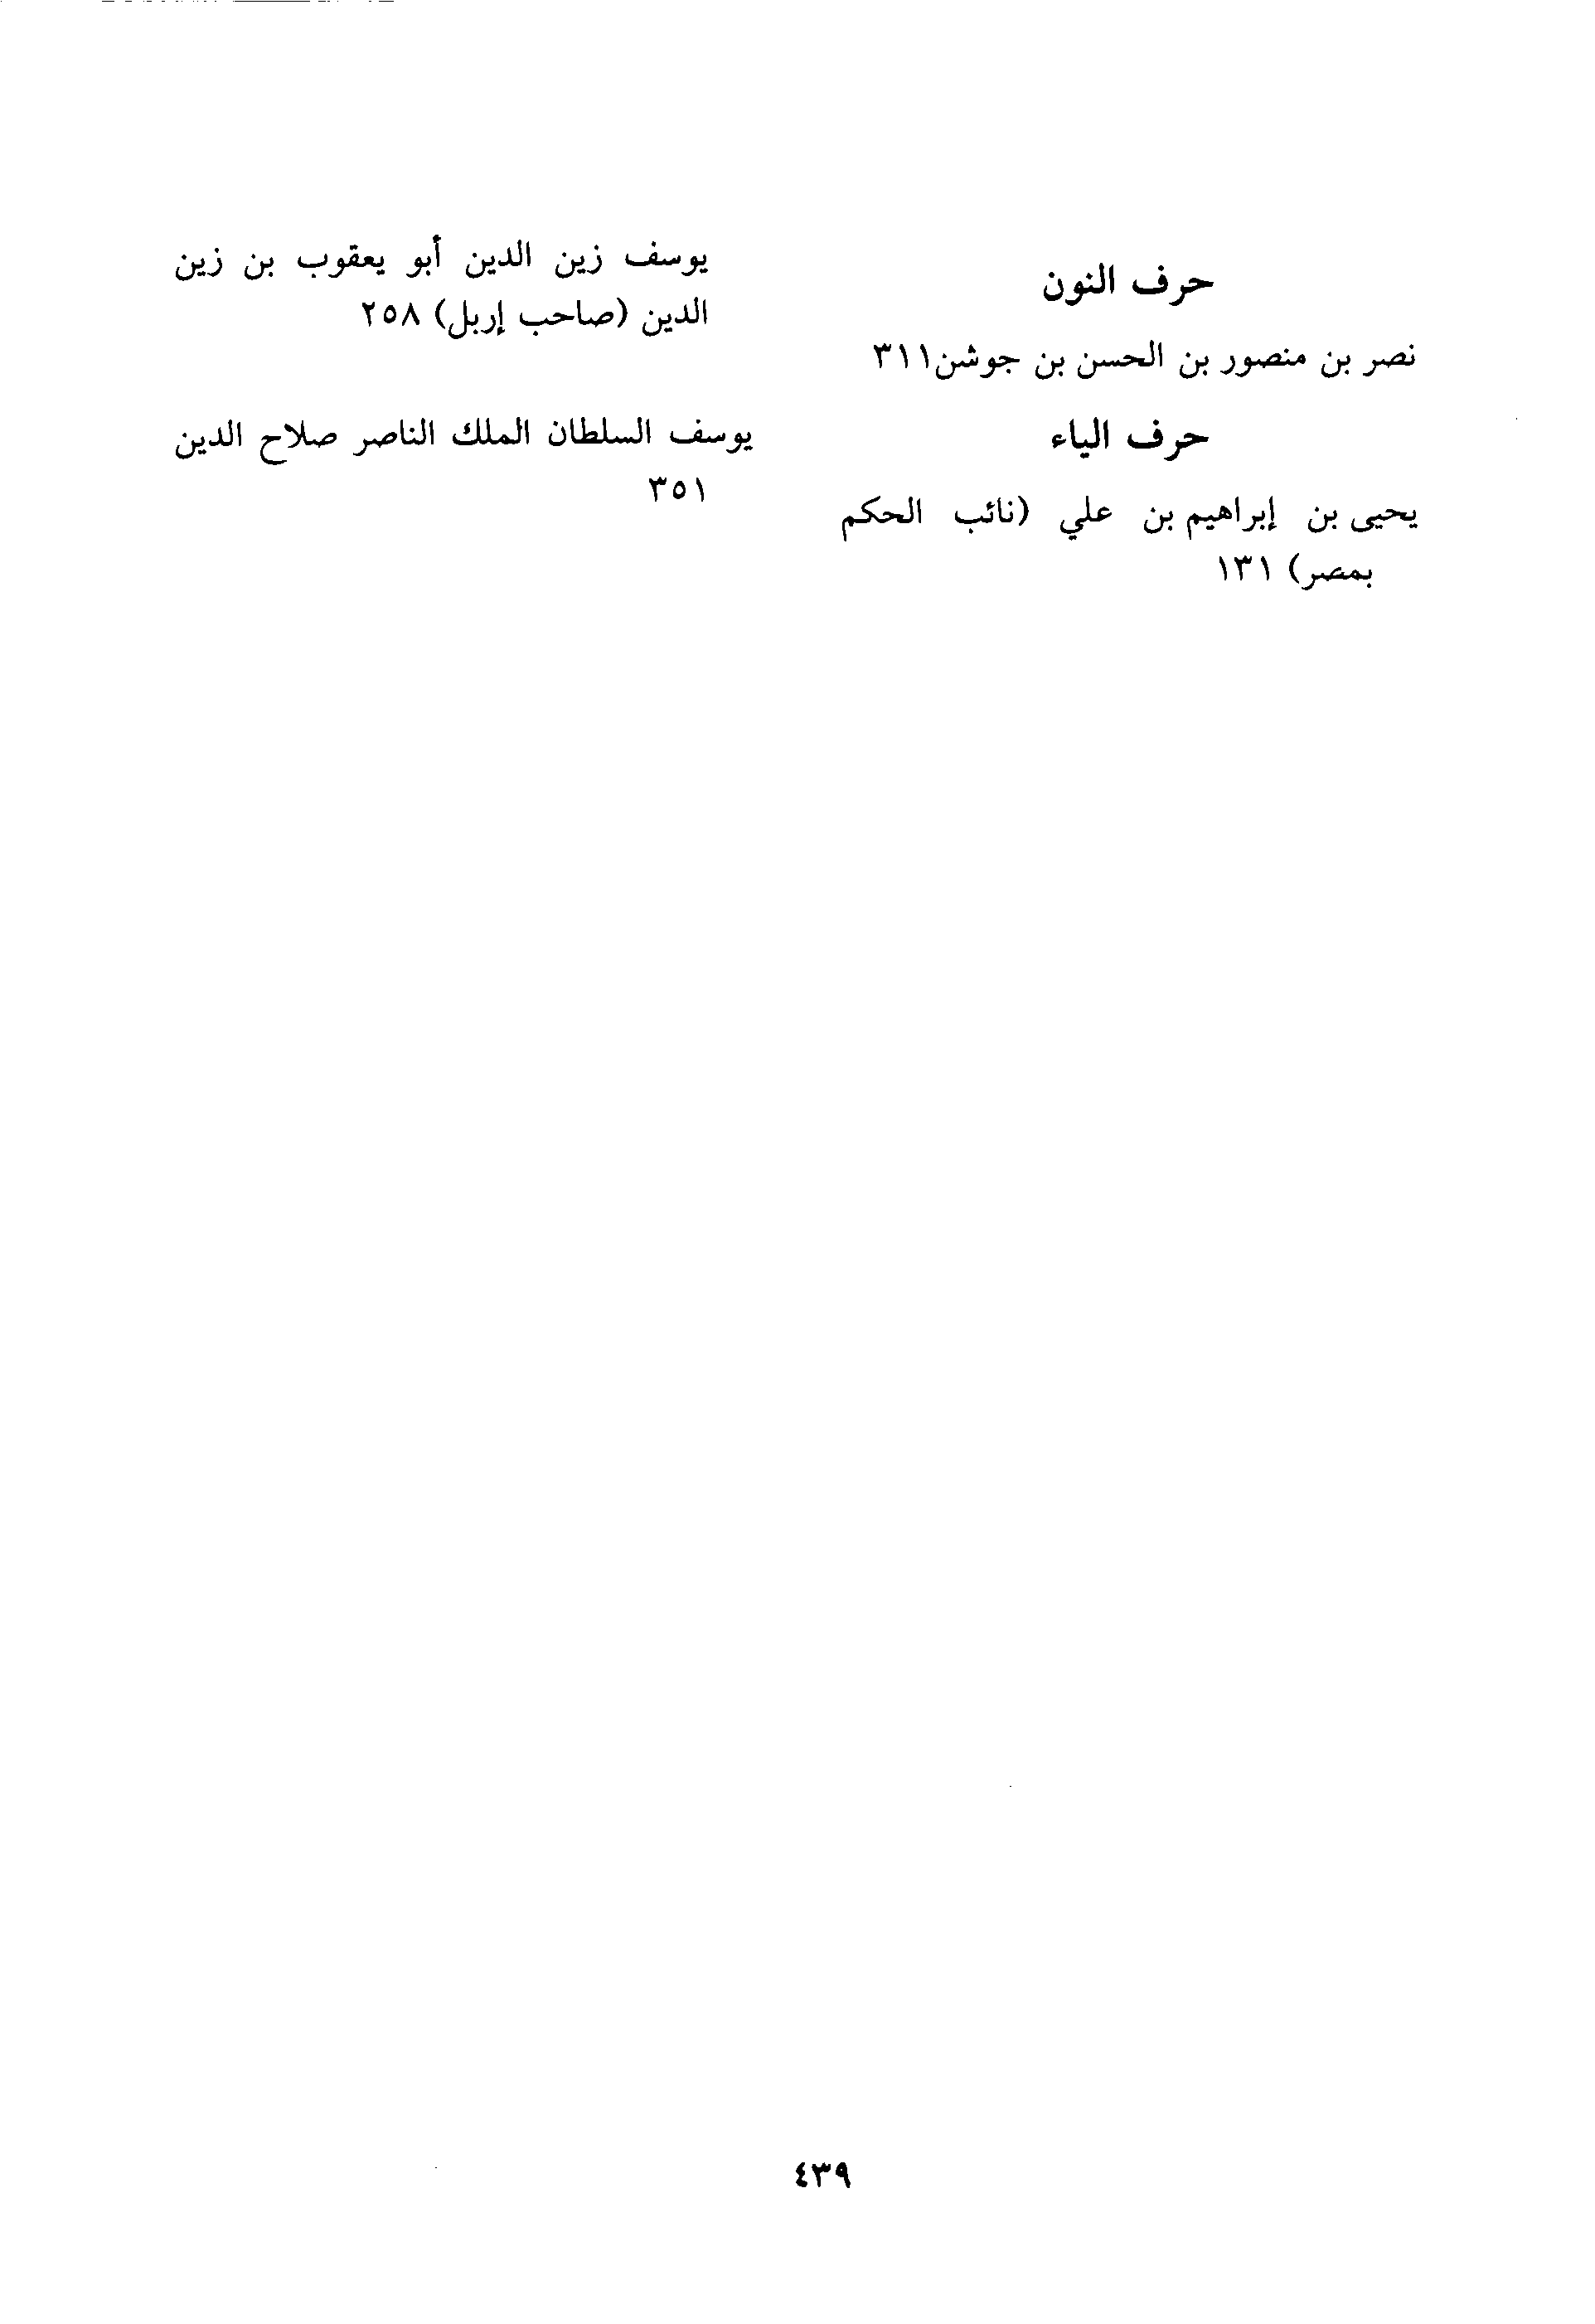 حرف النون
نصر بن منصور بن الحسن بن جوشن٣١١
حرف الياء
يحيى بن إبراهيم بن علي (نائب الحكم
بمصر) ١٣١
يوسف زين الدين أبو يعقوب بن زين
الدين (صاحب إربل) ٢٥٨
يوسف السلطان الملك الناصر صلاح الدين
٣٥١
٤٣٩